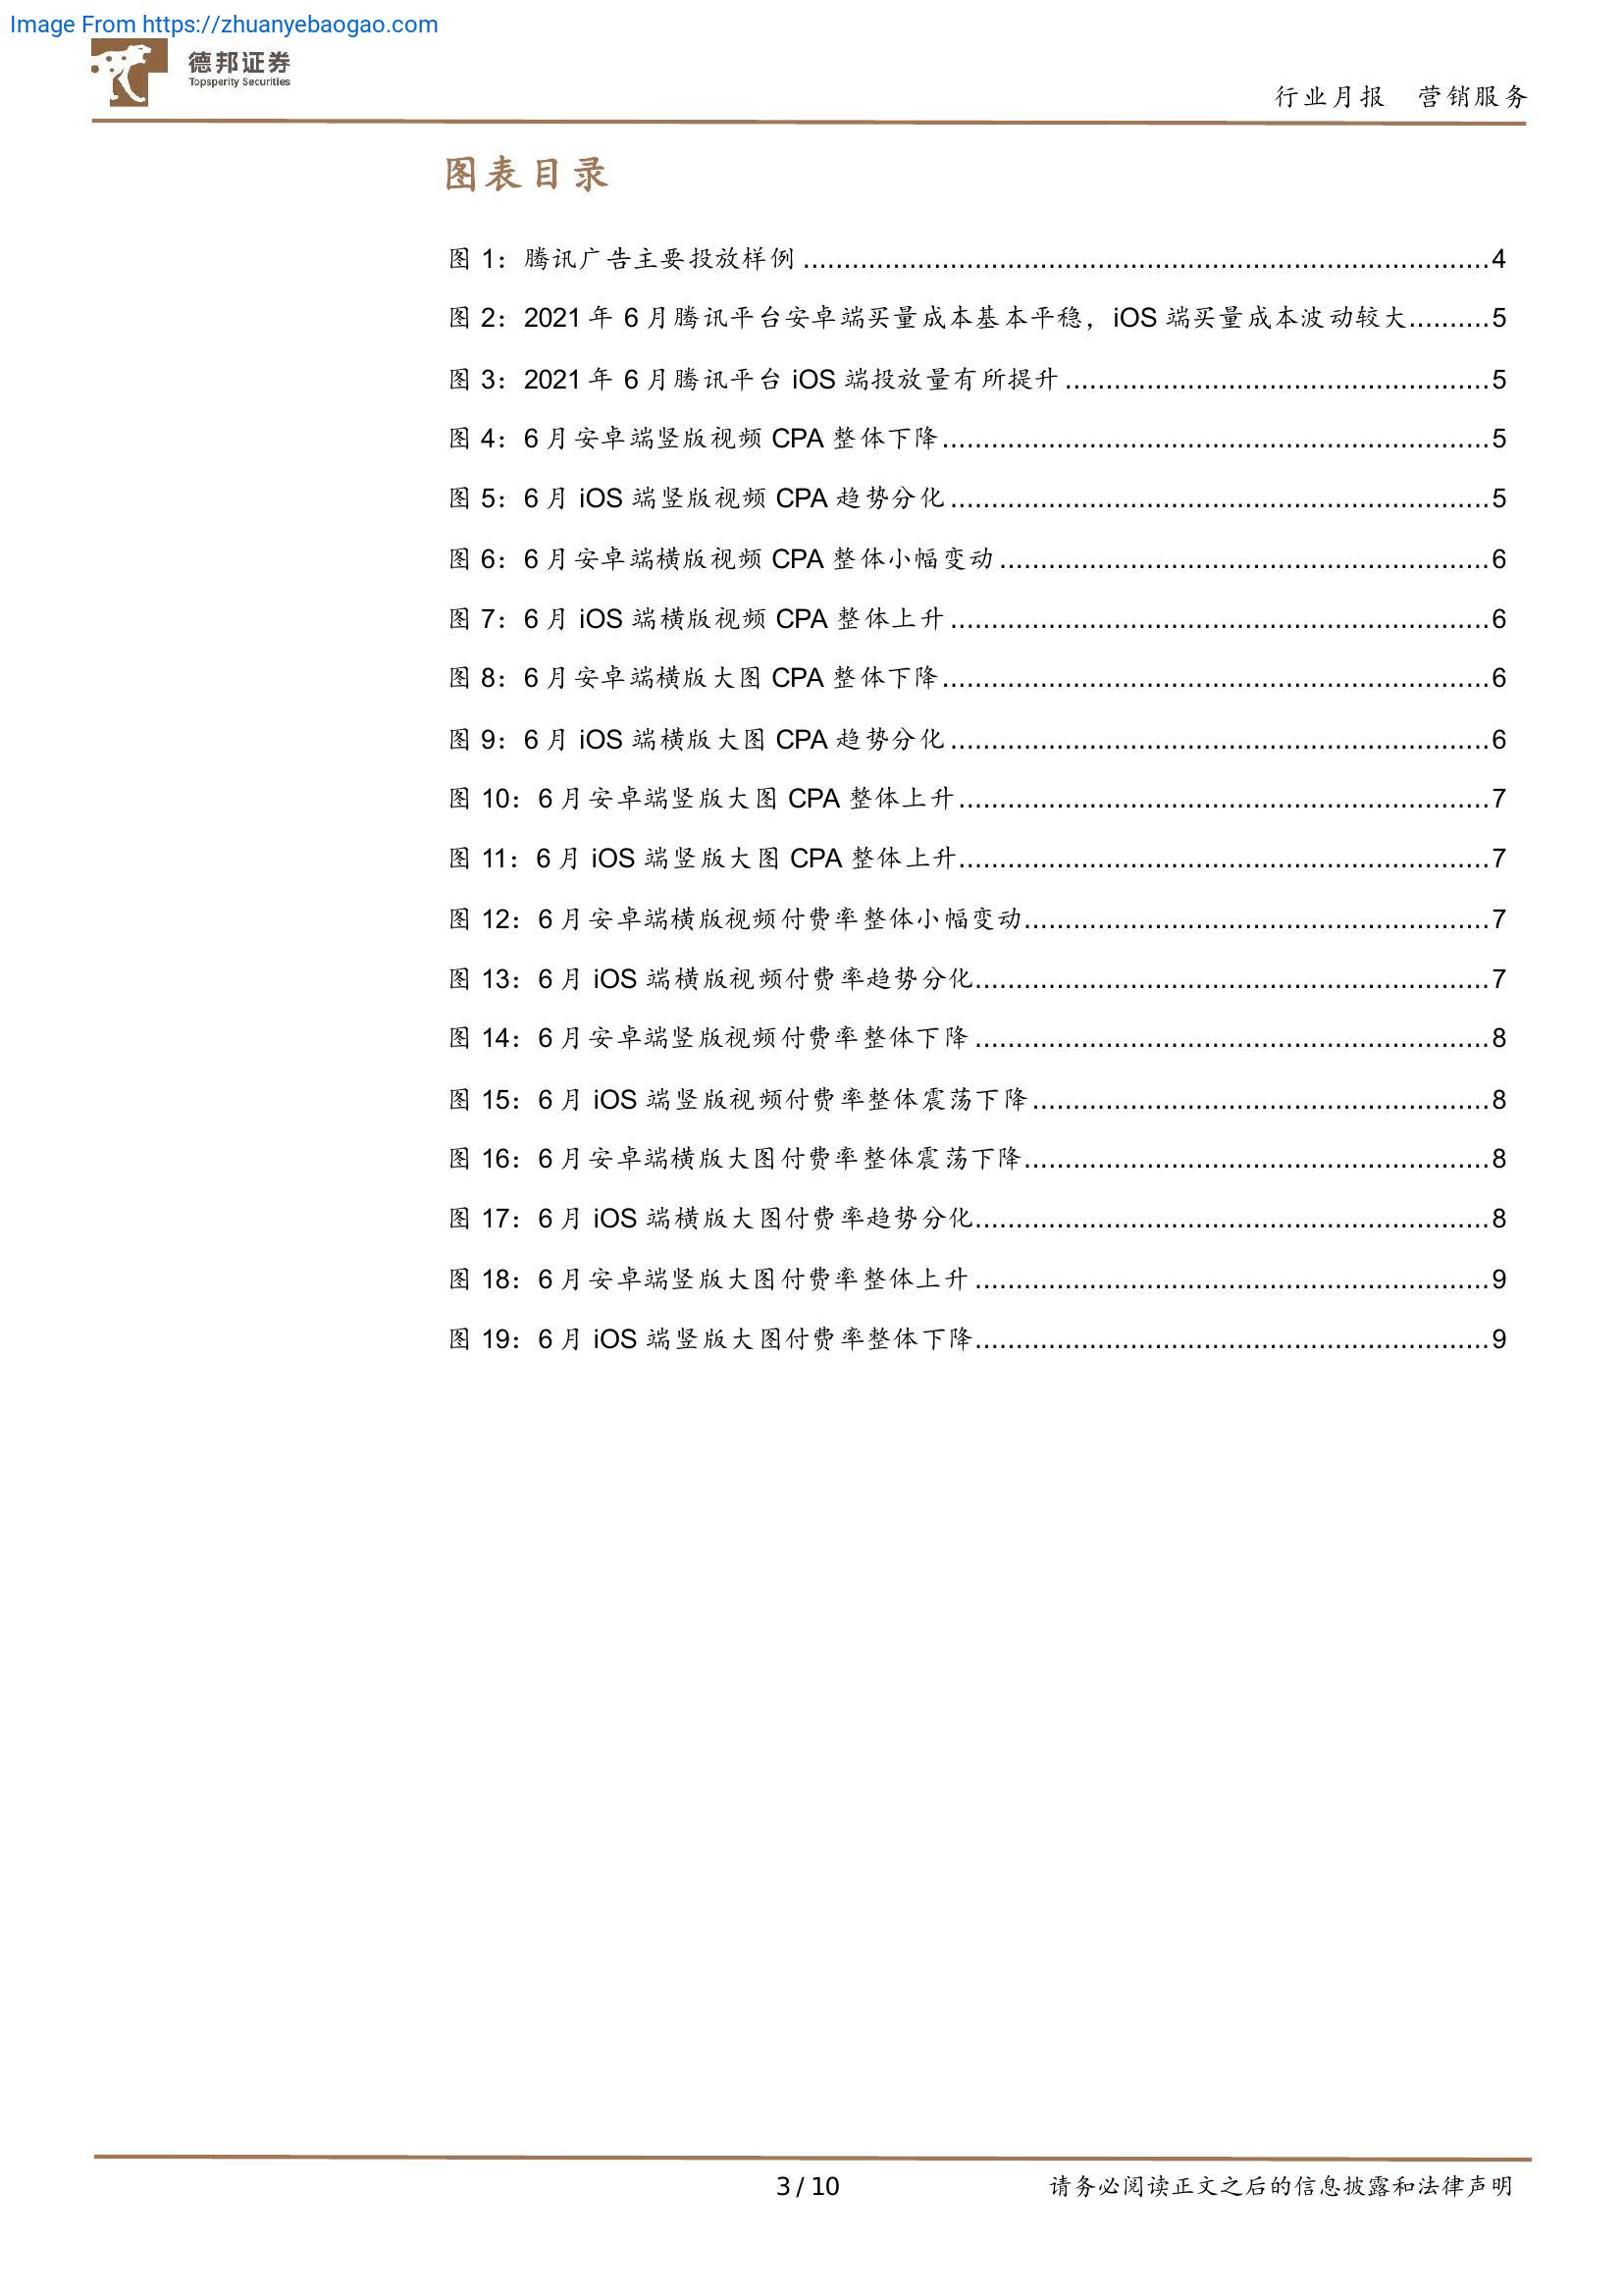 Image From https://zhuanyebaogao.com
德邦证券
Topsperity Securities
行业月报 营销服务
图表目录
图 1：腾讯广告主要投放样例....................4
图 2：2021 年 6 月腾讯平台安卓端买量成本基本平稳，iOS 端买量成本波动较大..........5
图 3：2021 年 6 月腾讯平台 iOS 端投放量有所提升....................5
图 4：6 月安卓端竖版视频 CPA 整体下降....................5
图 5：6 月 iOS 端竖版视频 CPA 趋势分化....................5
图 6：6 月安卓端横版视频 CPA 整体小幅变动....................6
图 7：6 月 iOS 端横版视频 CPA 整体上升....................6
图 8：6 月安卓端横版大图 CPA 整体下降....................6
图 9：6 月 iOS 端横版大图 CPA 趋势分化....................6
图 10：6 月安卓端竖版大图 CPA 整体上升....................7
图 11：6 月 iOS 端竖版大图 CPA 整体上升....................7
图 12：6 月安卓端横版视频付费率整体小幅变动....................7
图 13：6 月 iOS 端横版视频付费率趋势分化....................7
图 14：6 月安卓端竖版视频付费率整体下降....................8
图 15：6 月 iOS 端竖版视频付费率整体震荡下降....................8
图 16：6 月安卓端横版大图付费率整体震荡下降....................8
图 17：6 月 iOS 端横版大图付费率趋势分化....................8
图 18：6 月安卓端竖版大图付费率整体上升....................9
图 19：6 月 iOS 端竖版大图付费率整体下降....................9
3 / 10 请务必阅读正文之后的信息披露和法律声明